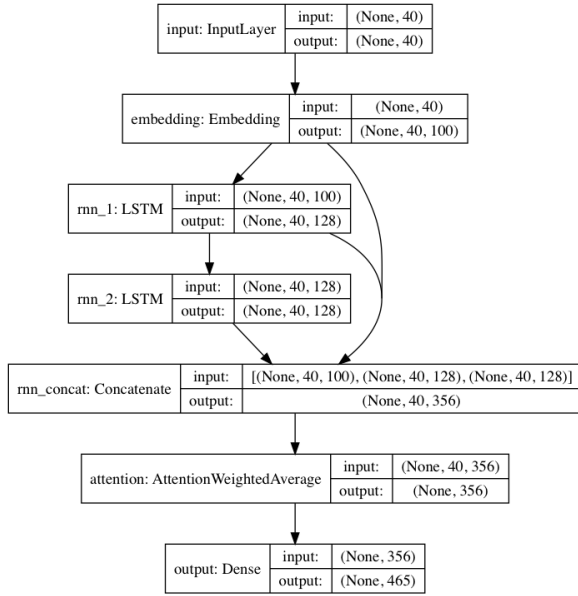 input: InputLayer input: (None, 40)
output: (None, 40)
embedding: Embedding input: (None, 40)
output: (None, 40, 100)
rnn_1: LSTM input: (None, 40, 100)
output: (None, 40, 128)
rnn_2: LSTM input: (None, 40, 128)
output: (None, 40, 128)
rnn_concat: Concatenate input: [(None, 40, 100), (None, 40, 128), (None, 40, 128)]
output: (None, 40, 356)
attention: AttentionWeightedAverage input: (None, 40, 356)
output: (None, 356)
output: Dense input: (None, 356)
output: (None, 465)